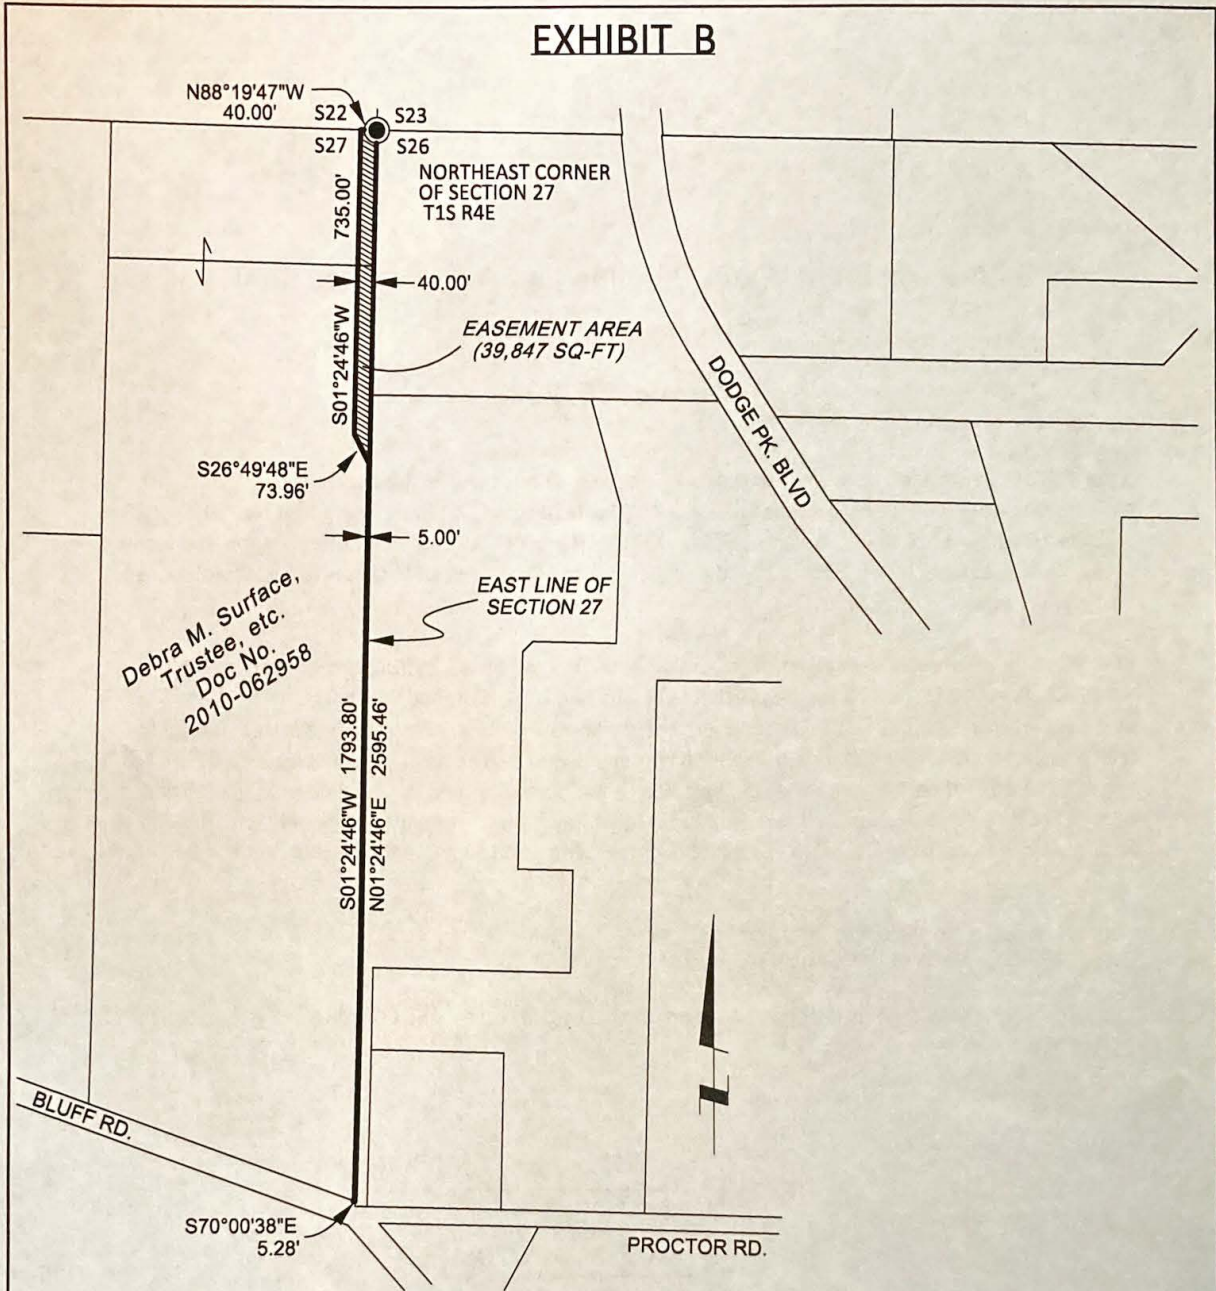 EXHIBIT B
N88°19'47"W
40.00'
S22
S23
S27
S26
NORTHEAST CORNER
OF SECTION 27
T1S R4E
735.00'
40.00'
S01°24'46"W
EASEMENT AREA
(39,847 SQ-FT)
DODGE PK. BLVD
S26°49'48"E
73.96'
5.00'
EAST LINE OF
SECTION 27
Debra M. Surface,
Trustee, etc.
Doc No.
2010-062958
S01°24'46"W 1793.80'
N01°24'46"E 2595.46'
BLUFF RD.
S70°00'38"E
5.28'
PROCTOR RD.